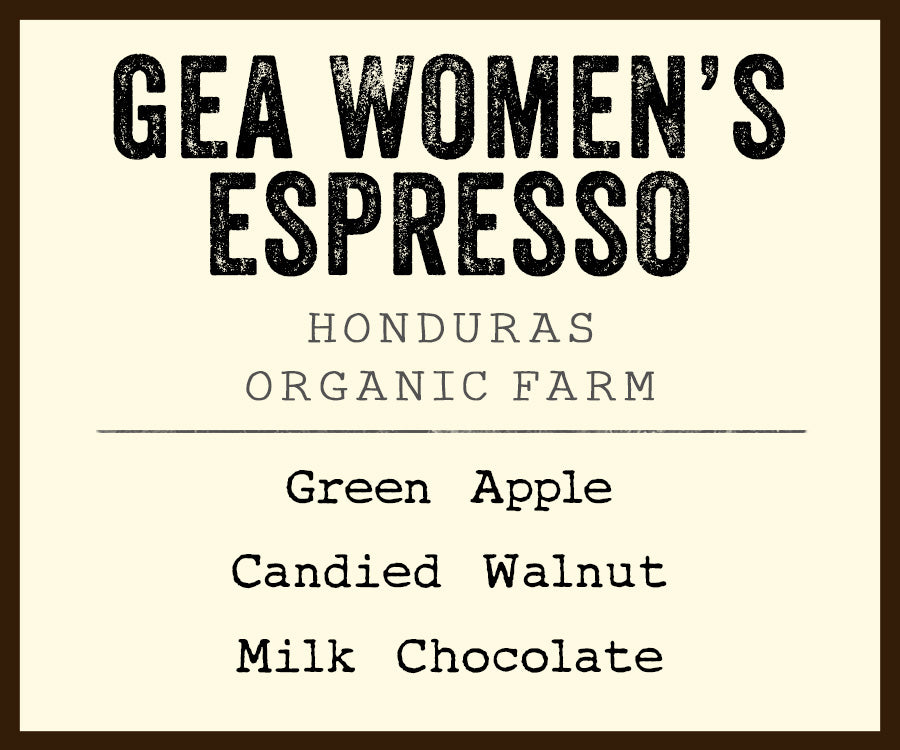 GEA WOMEN’S
ESPRESSO
HONDURAS
ORGANIC FARM
Green Apple
Candied Walnut
Milk Chocolate